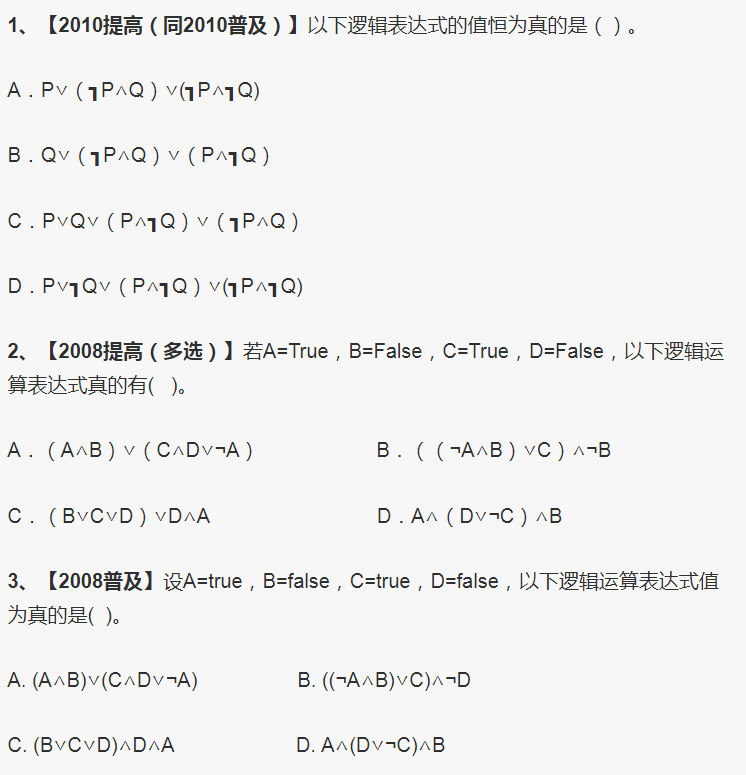 1、【2010提高（同2010普及）】以下逻辑表达式的值恒为真的是（ ）。
A．P∨（┓P∧Q）∨(┓P∧┓Q)
B．Q∨（┓P∧Q）∨（P∧┓Q）
C．P∨Q∨（P∧┓Q）∨（┓P∧Q）
D．P∨┓Q∨（P∧┓Q）∨(┓P∧┓Q)
2、【2008提高（多选）】若A=True，B=False，C=True，D=False，以下逻辑运
算表达式真的有( )。
A．（A∧B）∨（C∧D∨¬A） B．（（¬A∧B）∨C）∧¬B
C．（B∨C∨D）∨D∧A D．A∧（D∨¬C）∧B
3、【2008普及】设A=true，B=false，C=true，D=false，以下逻辑运算表达式值
为真的是( )。
A. (A∧B)∨(C∧D∨¬A) B. ((¬A∧B)∨C)∧¬D
C. (B∨C∨D)∧D∧A D. A∧(D∨¬C)∧B